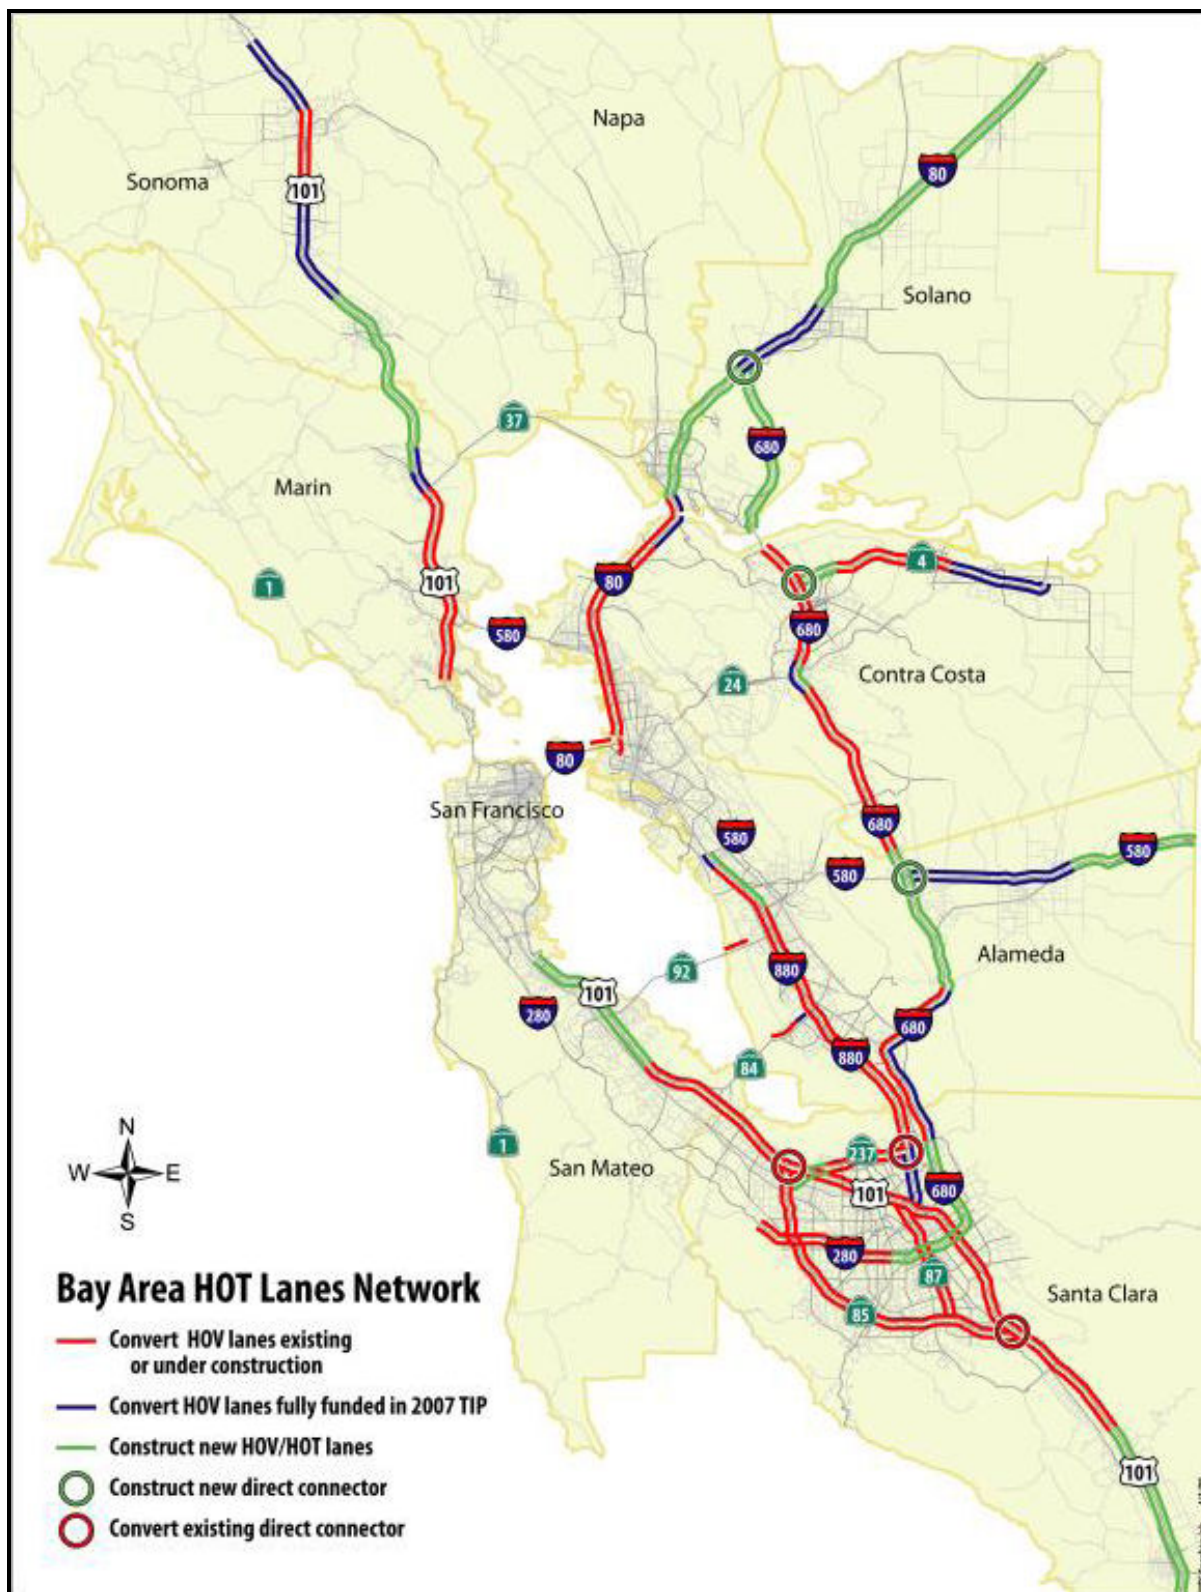 Napa
80
Sonoma
101
Solano
37
680
Marin
4
1
101
80
580
680
Contra Costa
24
80
San Francisco
680
580
580
580
Alameda
92
880
101
280
680
880
84
N
W
E
S
1
San Mateo
237
101
680
280
87
Santa Clara
85
101
Bay Area HOT Lanes Network
Convert HOV lanes existing
or under construction
Convert HOV lanes fully funded in 2007 TIP
Construct new HOV/HOT lanes
Construct new direct connector
Convert existing direct connector